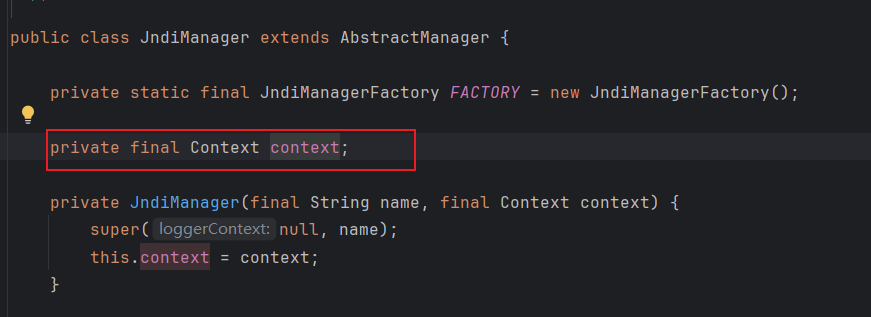 public class JndiManager extends AbstractManager {
private static final JndiManagerFactory FACTORY = new JndiManagerFactory();
private final Context context;
private JndiManager(final String name, final Context context) {
super( loggerContext: null, name);
this.context = context;
}